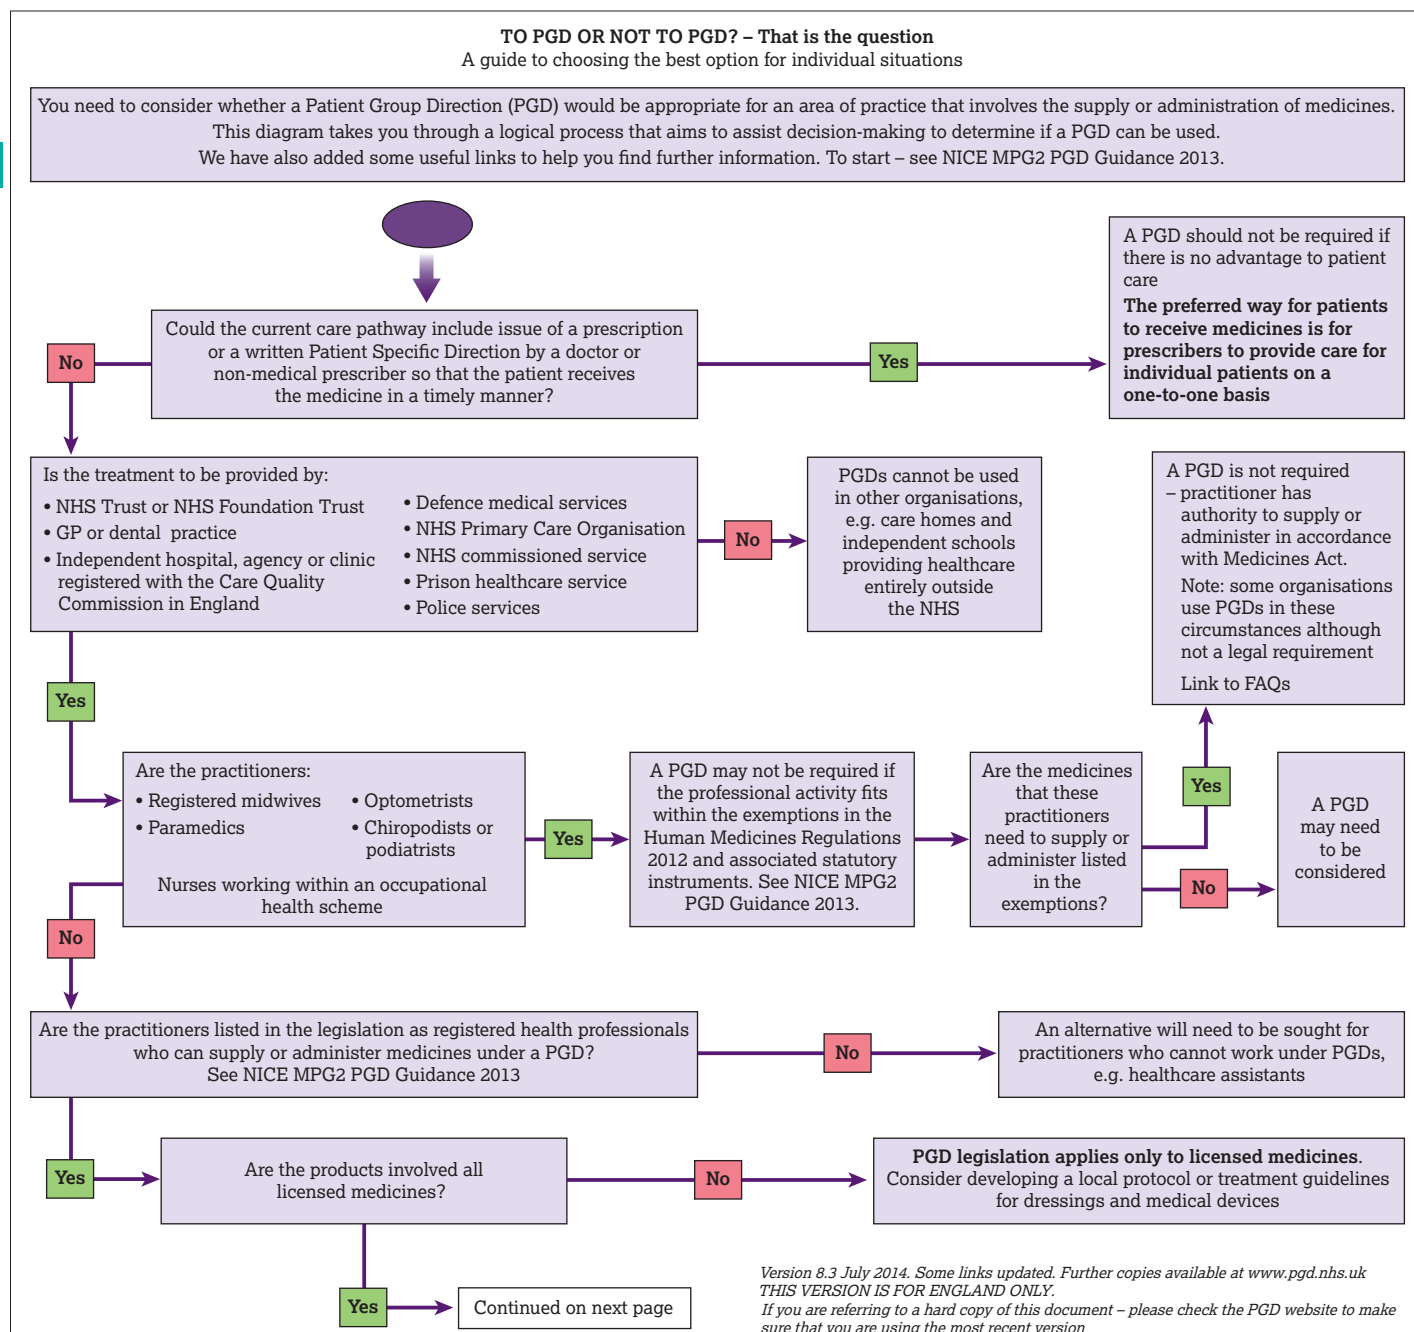 TO PGD OR NOT TO PGD? – That is the question
A guide to choosing the best option for individual situations
You need to consider whether a Patient Group Direction (PGD) would be appropriate for an area of practice that involves the supply or administration of medicines.
This diagram takes you through a logical process that aims to assist decision-making to determine if a PGD can be used.
We have also added some useful links to help you find further information. To start – see NICE MPG2 PGD Guidance 2013.
Could the current care pathway include issue of a prescription
or a written Patient Specific Direction by a doctor or
non-medical prescriber so that the patient receives
the medicine in a timely manner?
No
Yes
A PGD should not be required if
there is no advantage to patient
care
The preferred way for patients
to receive medicines is for
prescribers to provide care for
individual patients on a
one-to-one basis
Is the treatment to be provided by:
• NHS Trust or NHS Foundation Trust
• GP or dental practice
• Independent hospital, agency or clinic
registered with the Care Quality
Commission in England
• Defence medical services
• NHS Primary Care Organisation
• NHS commissioned service
• Prison healthcare service
• Police services
No
PGDs cannot be used
in other organisations,
e.g. care homes and
independent schools
providing healthcare
entirely outside
the NHS
A PGD is not required
– practitioner has
authority to supply or
administer in accordance
with Medicines Act.
Note: some organisations
use PGDs in these
circumstances although
not a legal requirement
Link to FAQs
Yes
Are the practitioners:
• Registered midwives
• Paramedics
• Optometrists
• Chiropodists or
podiatrists
Nurses working within an occupational
health scheme
Yes
A PGD may not be required if
the professional activity fits
within the exemptions in the
Human Medicines Regulations
2012 and associated statutory
instruments. See NICE MPG2
PGD Guidance 2013.
Are the medicines
that these
practitioners
need to supply or
administer listed
in the
exemptions?
Yes
No
A PGD
may need
to be
considered
No
Are the practitioners listed in the legislation as registered health professionals
who can supply or administer medicines under a PGD?
See NICE MPG2 PGD Guidance 2013
No
An alternative will need to be sought for
practitioners who cannot work under PGDs,
e.g. healthcare assistants
Yes
Are the products involved all
licensed medicines?
No
PGD legislation applies only to licensed medicines.
Consider developing a local protocol or treatment guidelines
for dressings and medical devices
Yes
Continued on next page
Version 8.3 July 2014. Some links updated. Further copies available at www.pgd.nhs.uk
THIS VERSION IS FOR ENGLAND ONLY.
If you are referring to a hard copy of this document – please check the PGD website to make
sure that you are using the most recent version